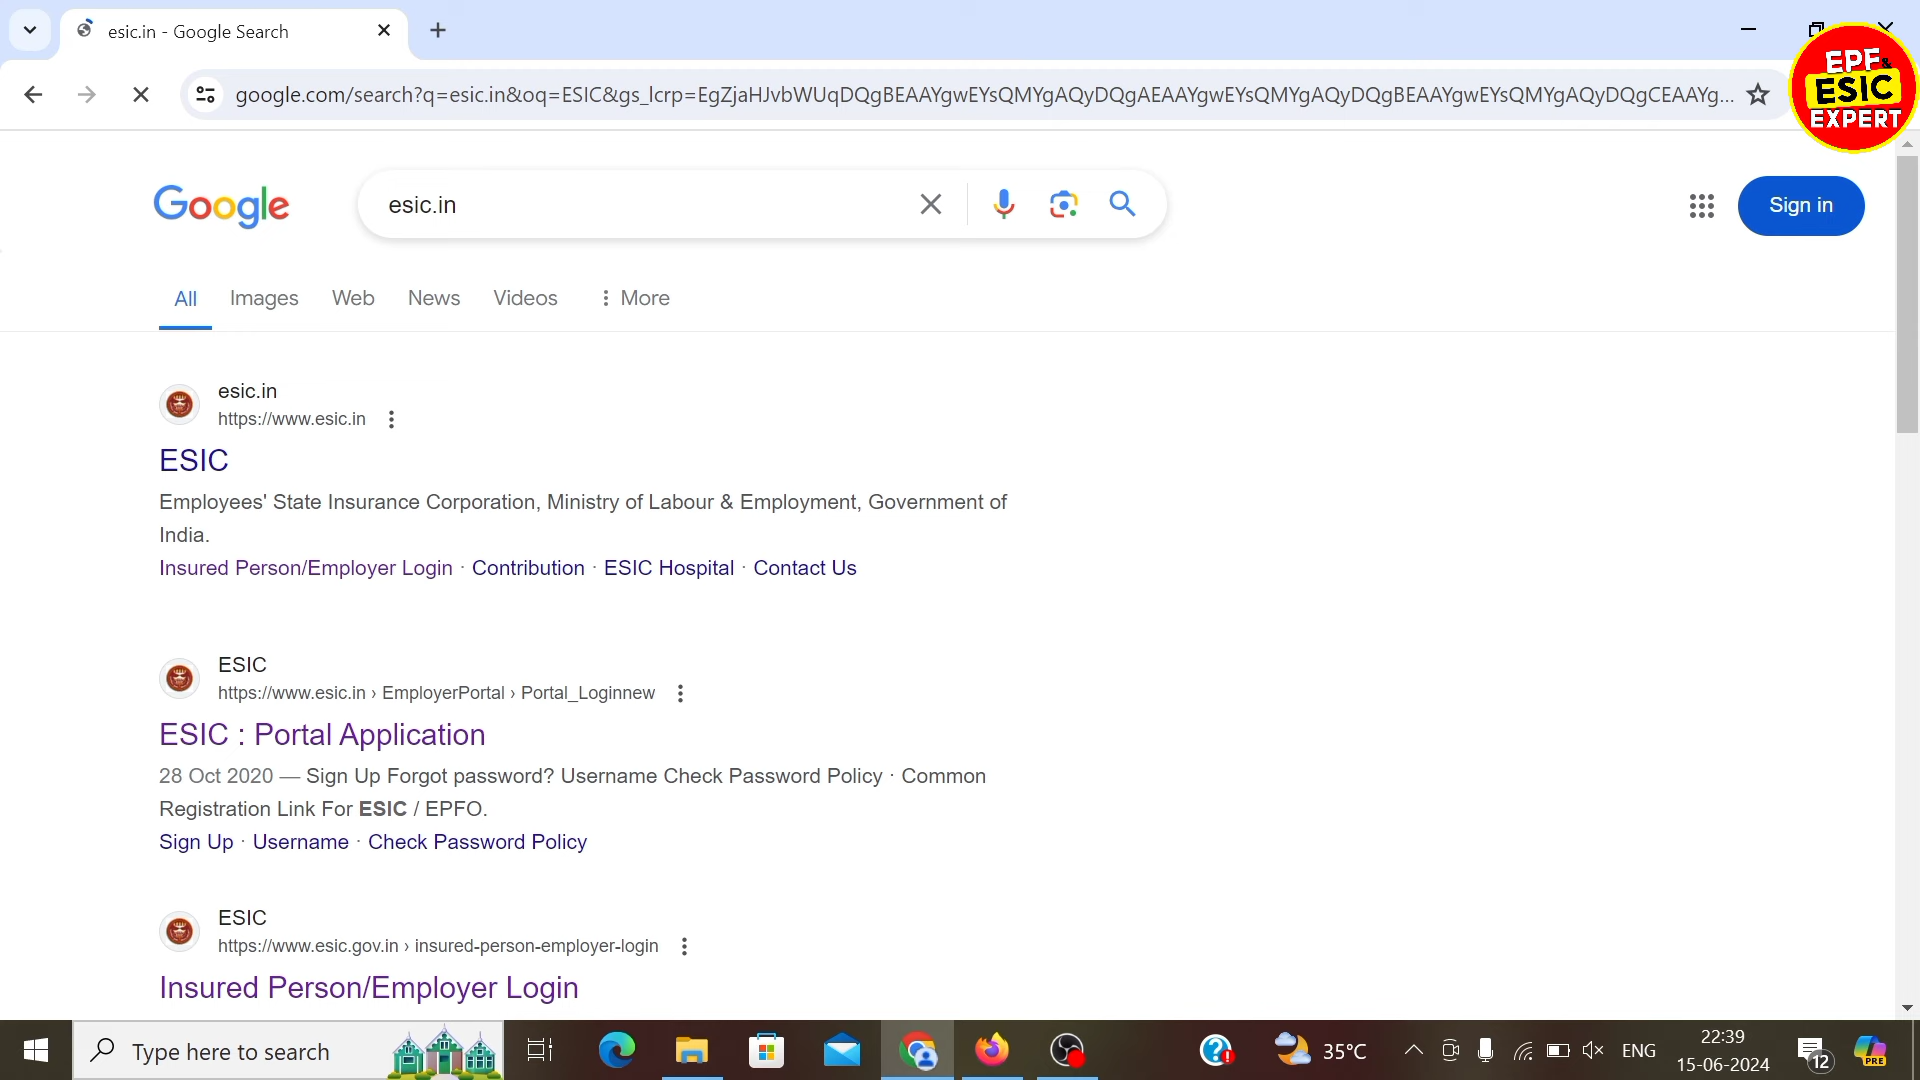 esic.in - Google Search
google.com/search?q=esic.in&oq=ESIC&gs_lcrp=EgZjaHJvbWUqDQgBEAAYgwEYsQMYgAQyDQgAEAAYgwEYsQMYgAQyDQgBEAAYgwEYsQMYgAQyDQgCEAAYg...
EPF &
ESIC
EXPERT
Google
esic.in
Sign in
All Images Web News Videos More
esic.in
https://www.esic.in
ESIC
Employees' State Insurance Corporation, Ministry of Labour & Employment, Government of
India.
Insured Person/Employer Login · Contribution · ESIC Hospital · Contact Us
ESIC
https://www.esic.in › EmployerPortal › Portal_Loginnew
ESIC : Portal Application
28 Oct 2020 — Sign Up Forgot password? Username Check Password Policy · Common
Registration Link For ESIC / EPFO.
Sign Up · Username · Check Password Policy
ESIC
https://www.esic.gov.in › insured-person-employer-login
Insured Person/Employer Login
Type here to search
35°C
ENG
22:39
15-06-2024
12
PRE